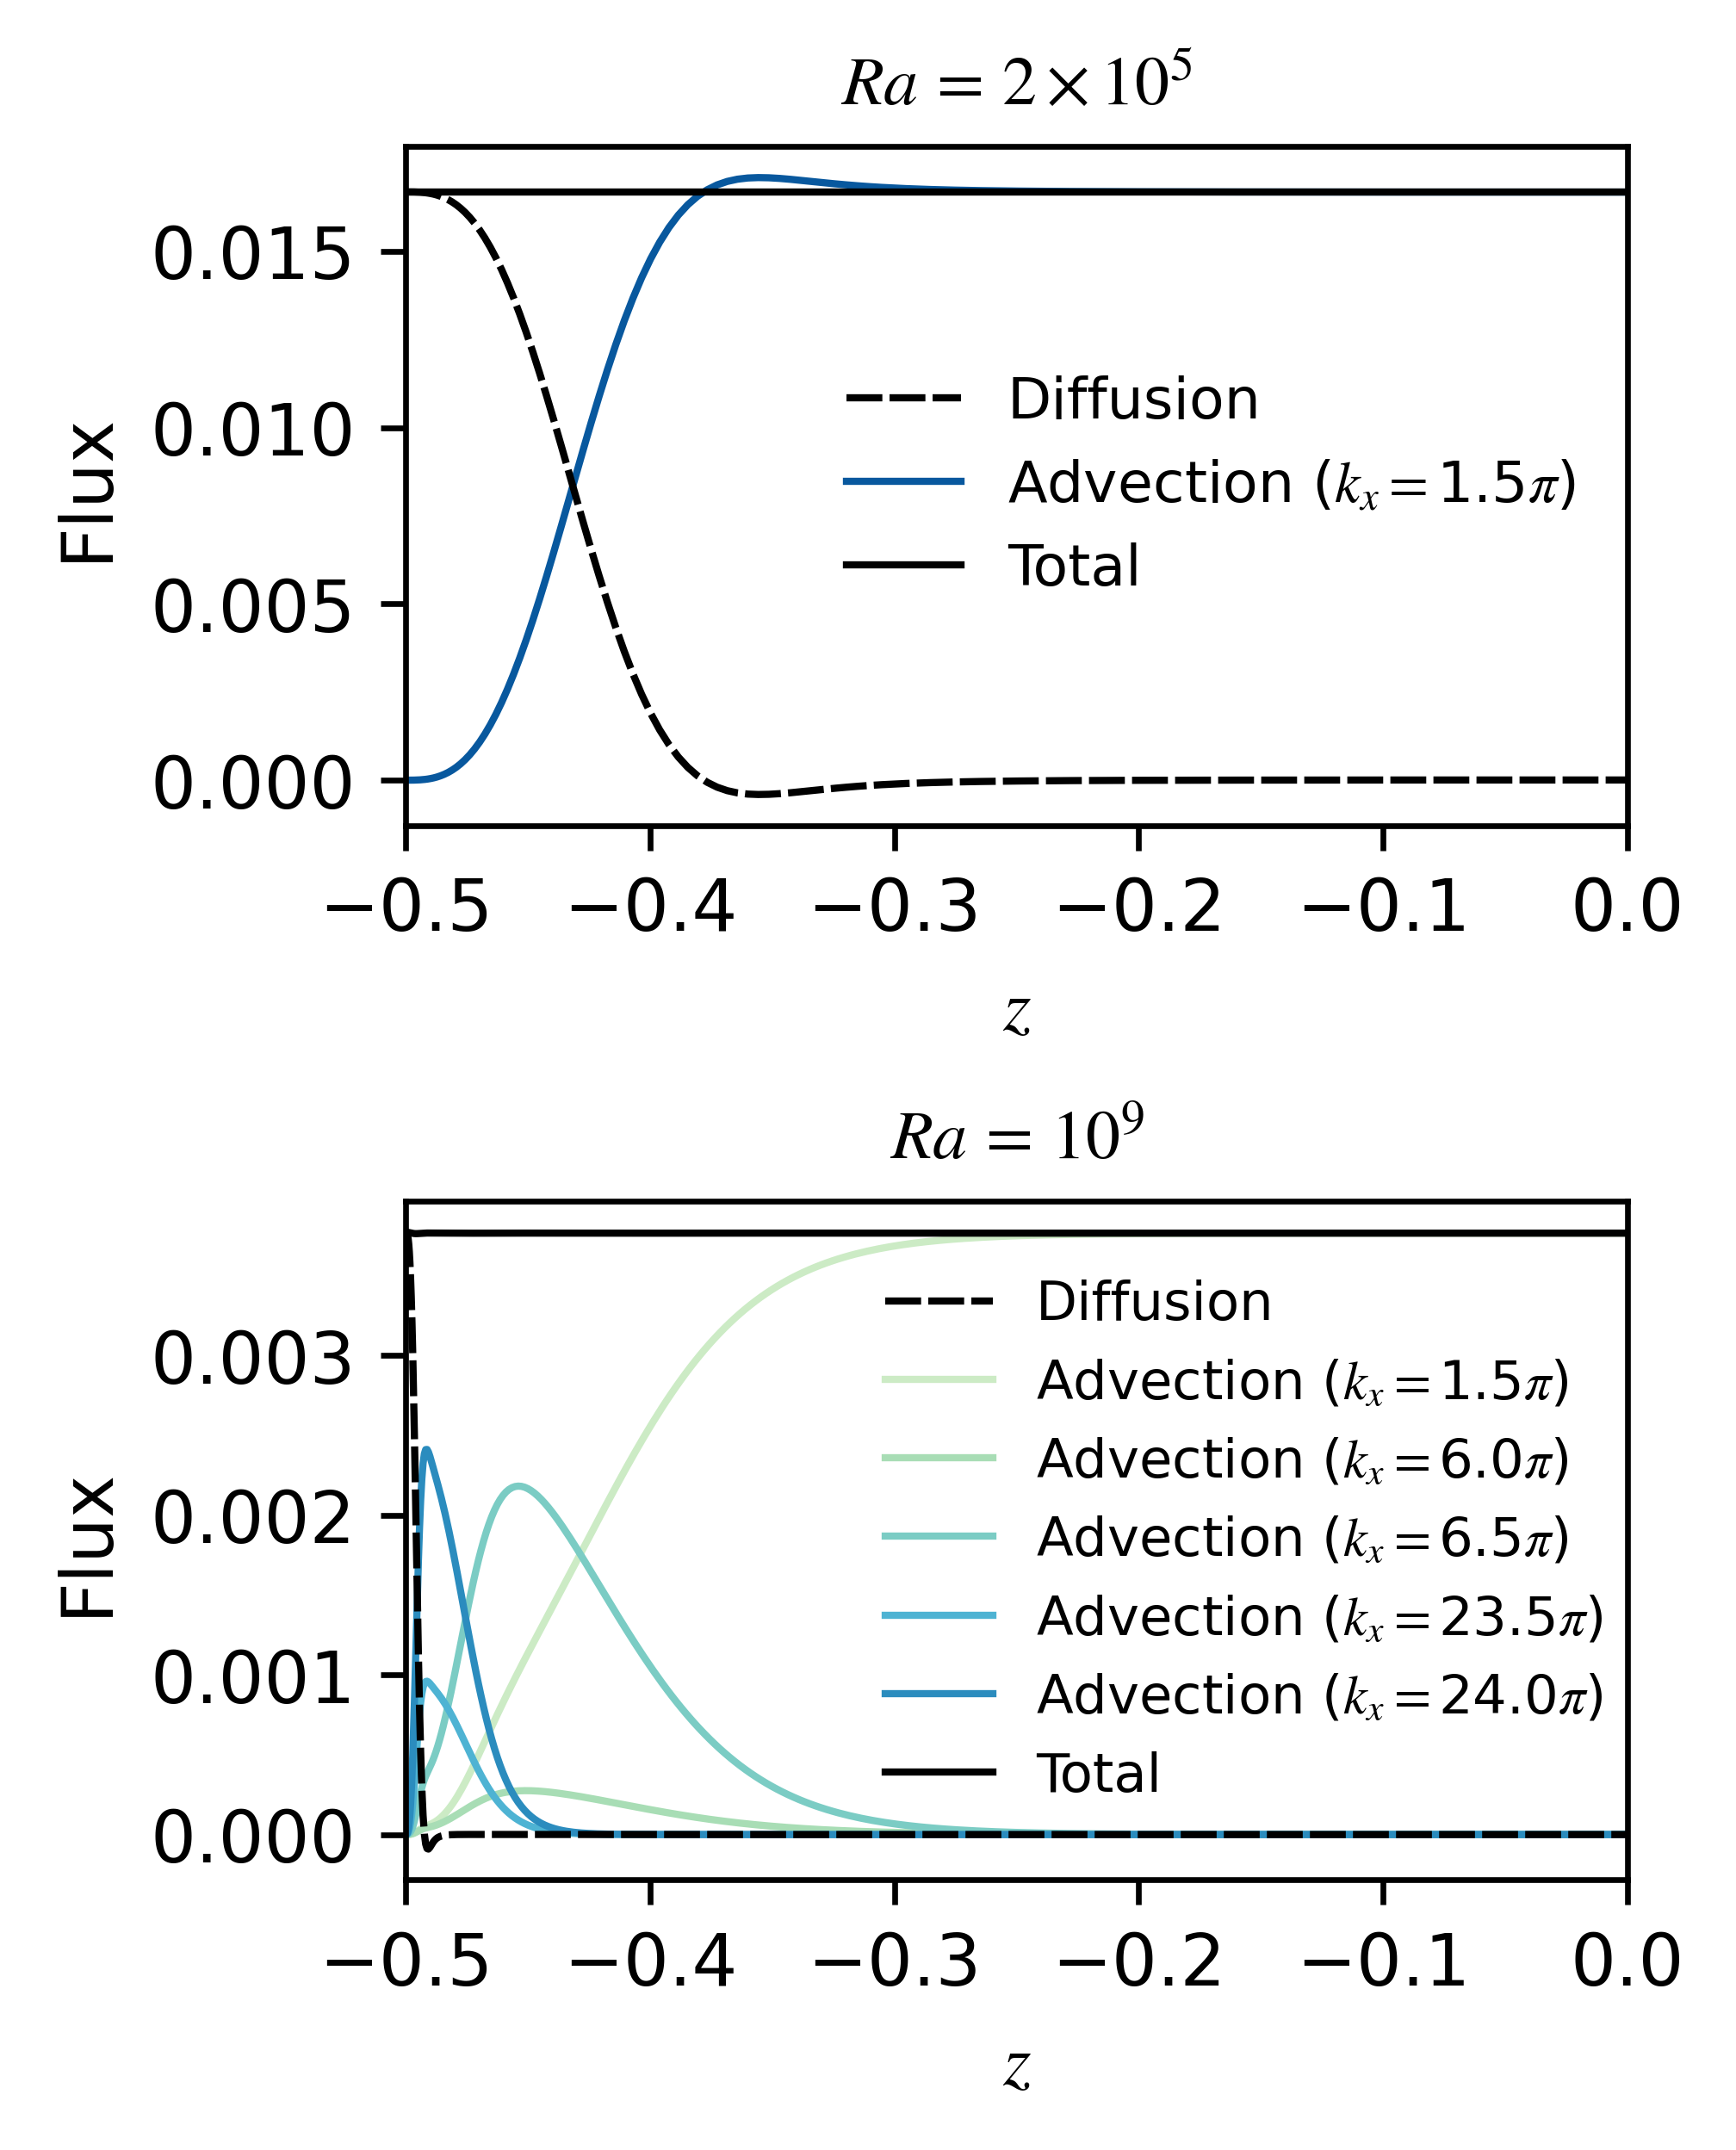 Ra = 2 × 10⁵
Flux
0.015
0.010
0.005
0.000
Diffusion
Advection (kₓ = 1.5π)
Total
−0.5 −0.4 −0.3 −0.2 −0.1 0.0
z
Ra = 10⁹
Flux
0.003
0.002
0.001
0.000
Diffusion
Advection (kₓ = 1.5π)
Advection (kₓ = 6.0π)
Advection (kₓ = 6.5π)
Advection (kₓ = 23.5π)
Advection (kₓ = 24.0π)
Total
−0.5 −0.4 −0.3 −0.2 −0.1 0.0
z